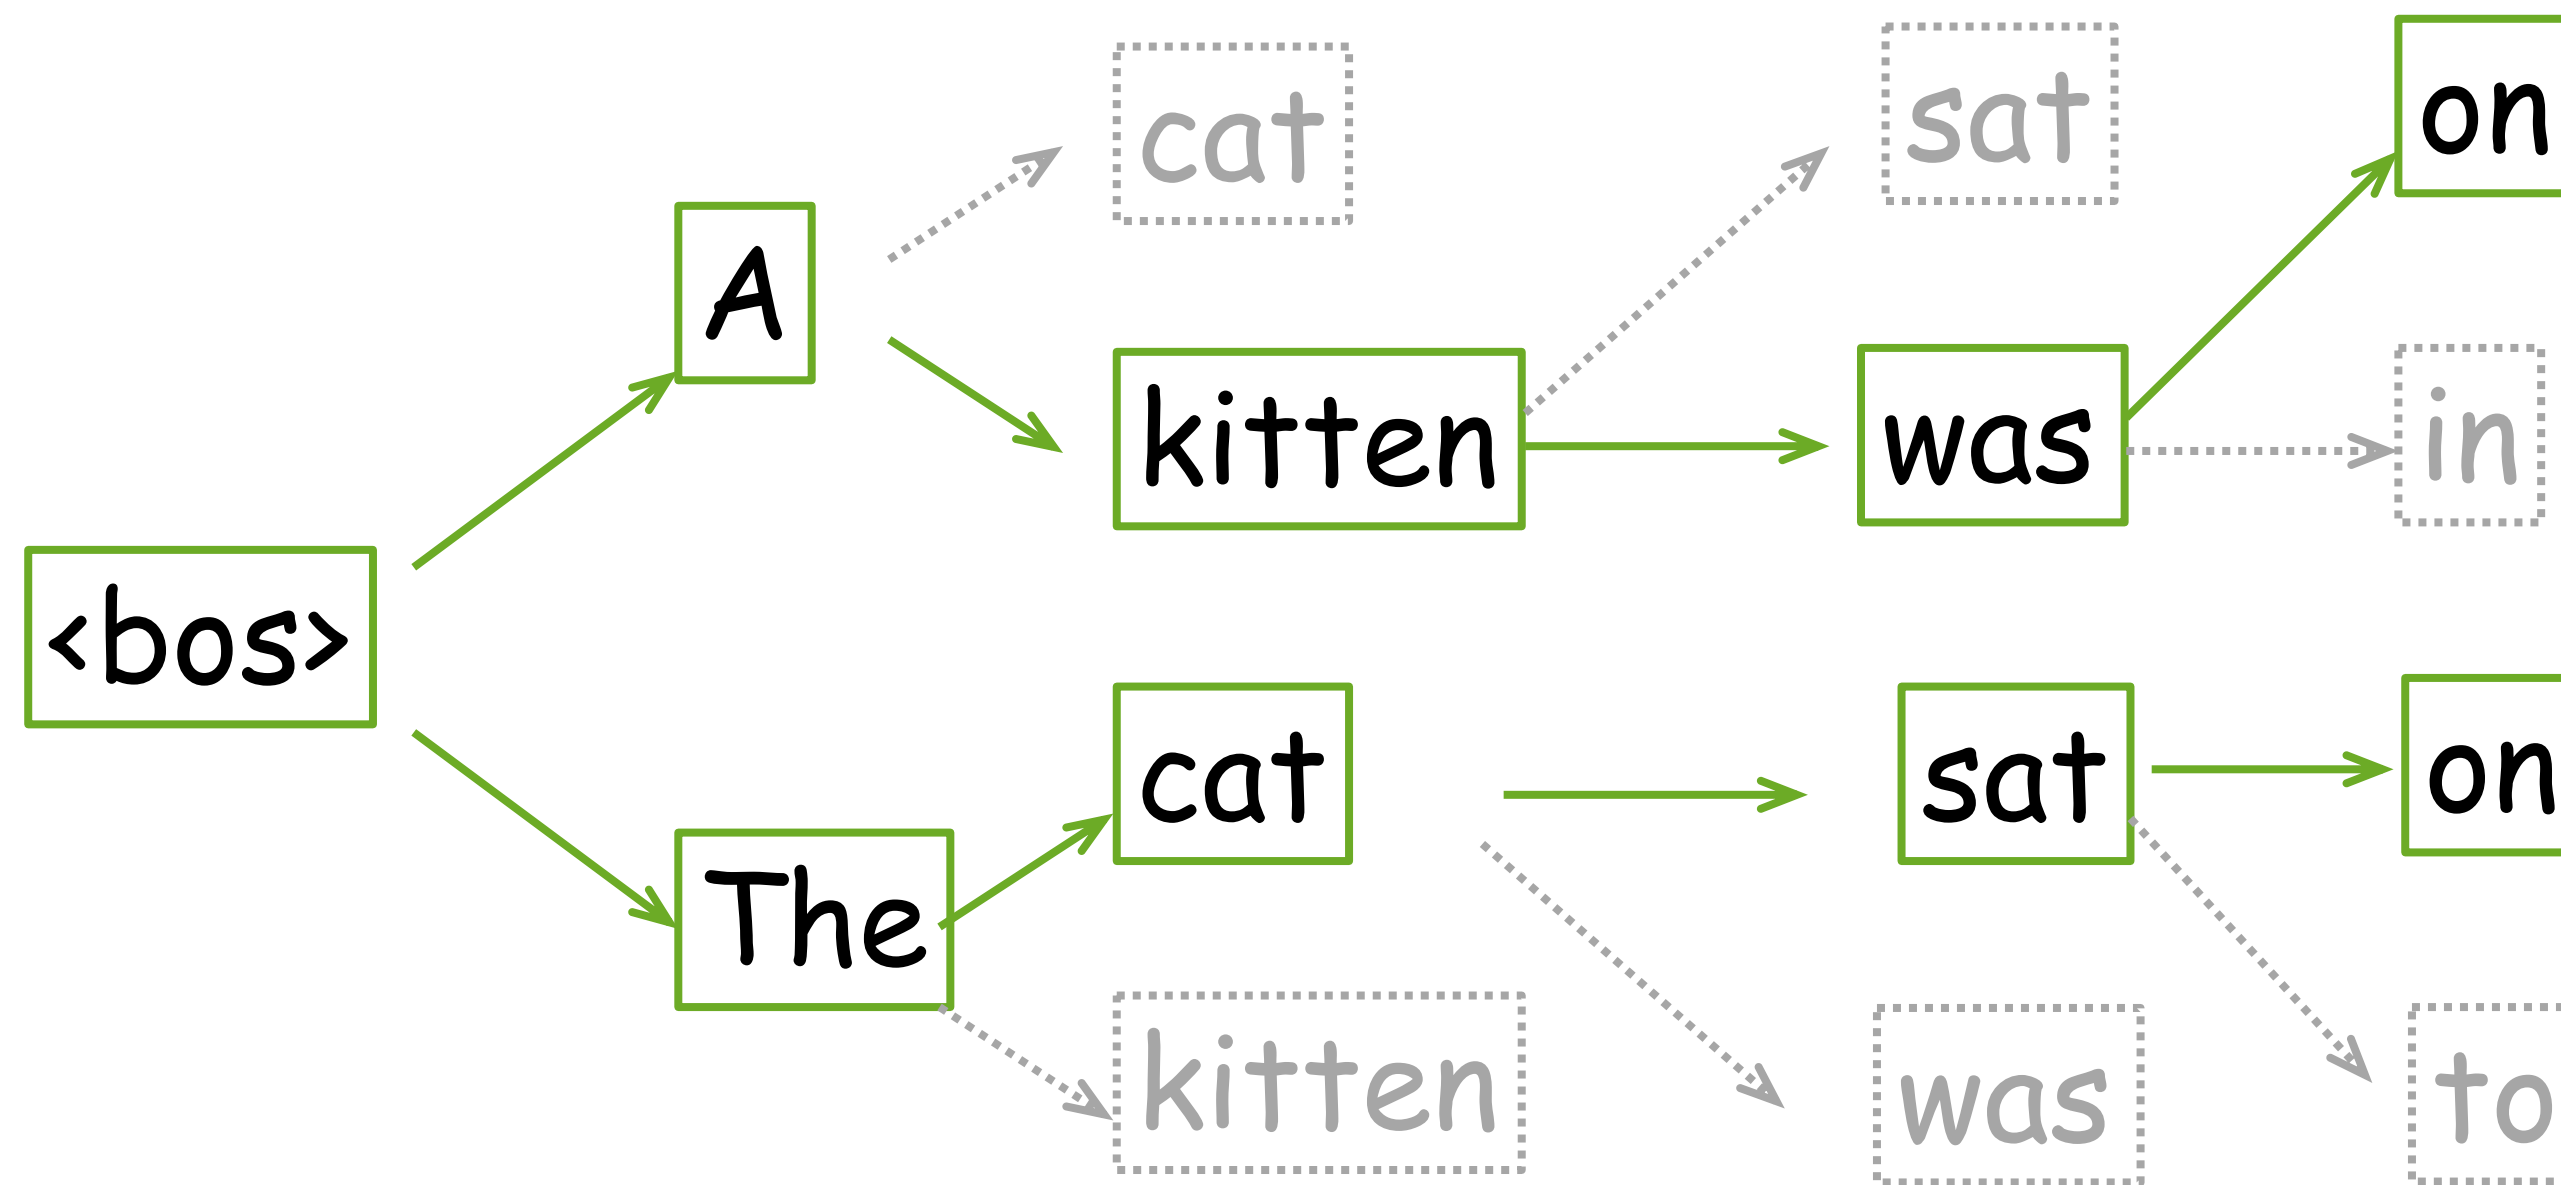 cat
sat
on
A
kitten
was
in
<bos>
cat
sat
on
The
kitten
was
to